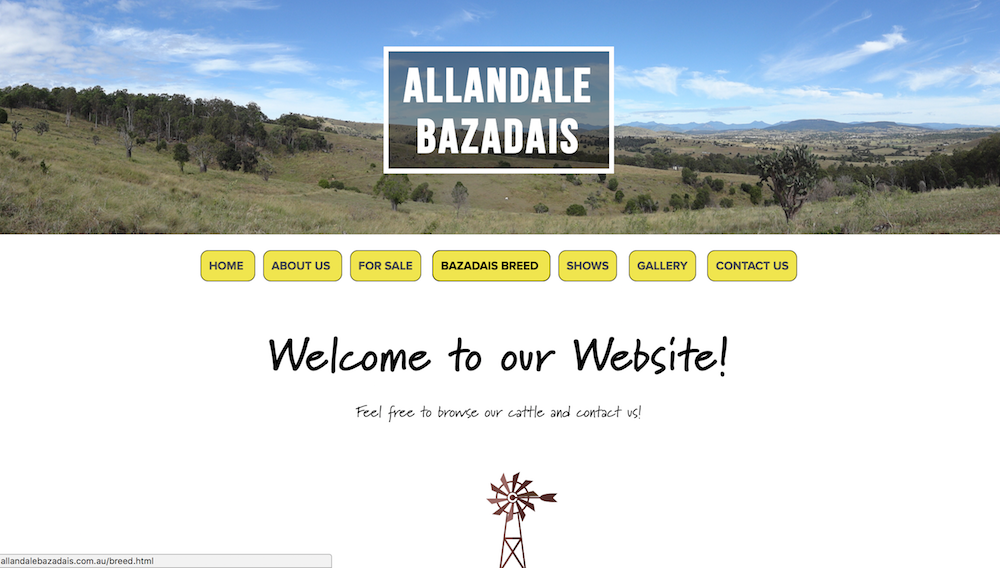 ALLANDALE
BAZADAIS
HOME ABOUT US FOR SALE BAZADAIS BREED SHOWS GALLERY CONTACT US
Welcome to our Website!
Feel free to browse our cattle and contact us!
allandalebazadais.com.au/breed.html